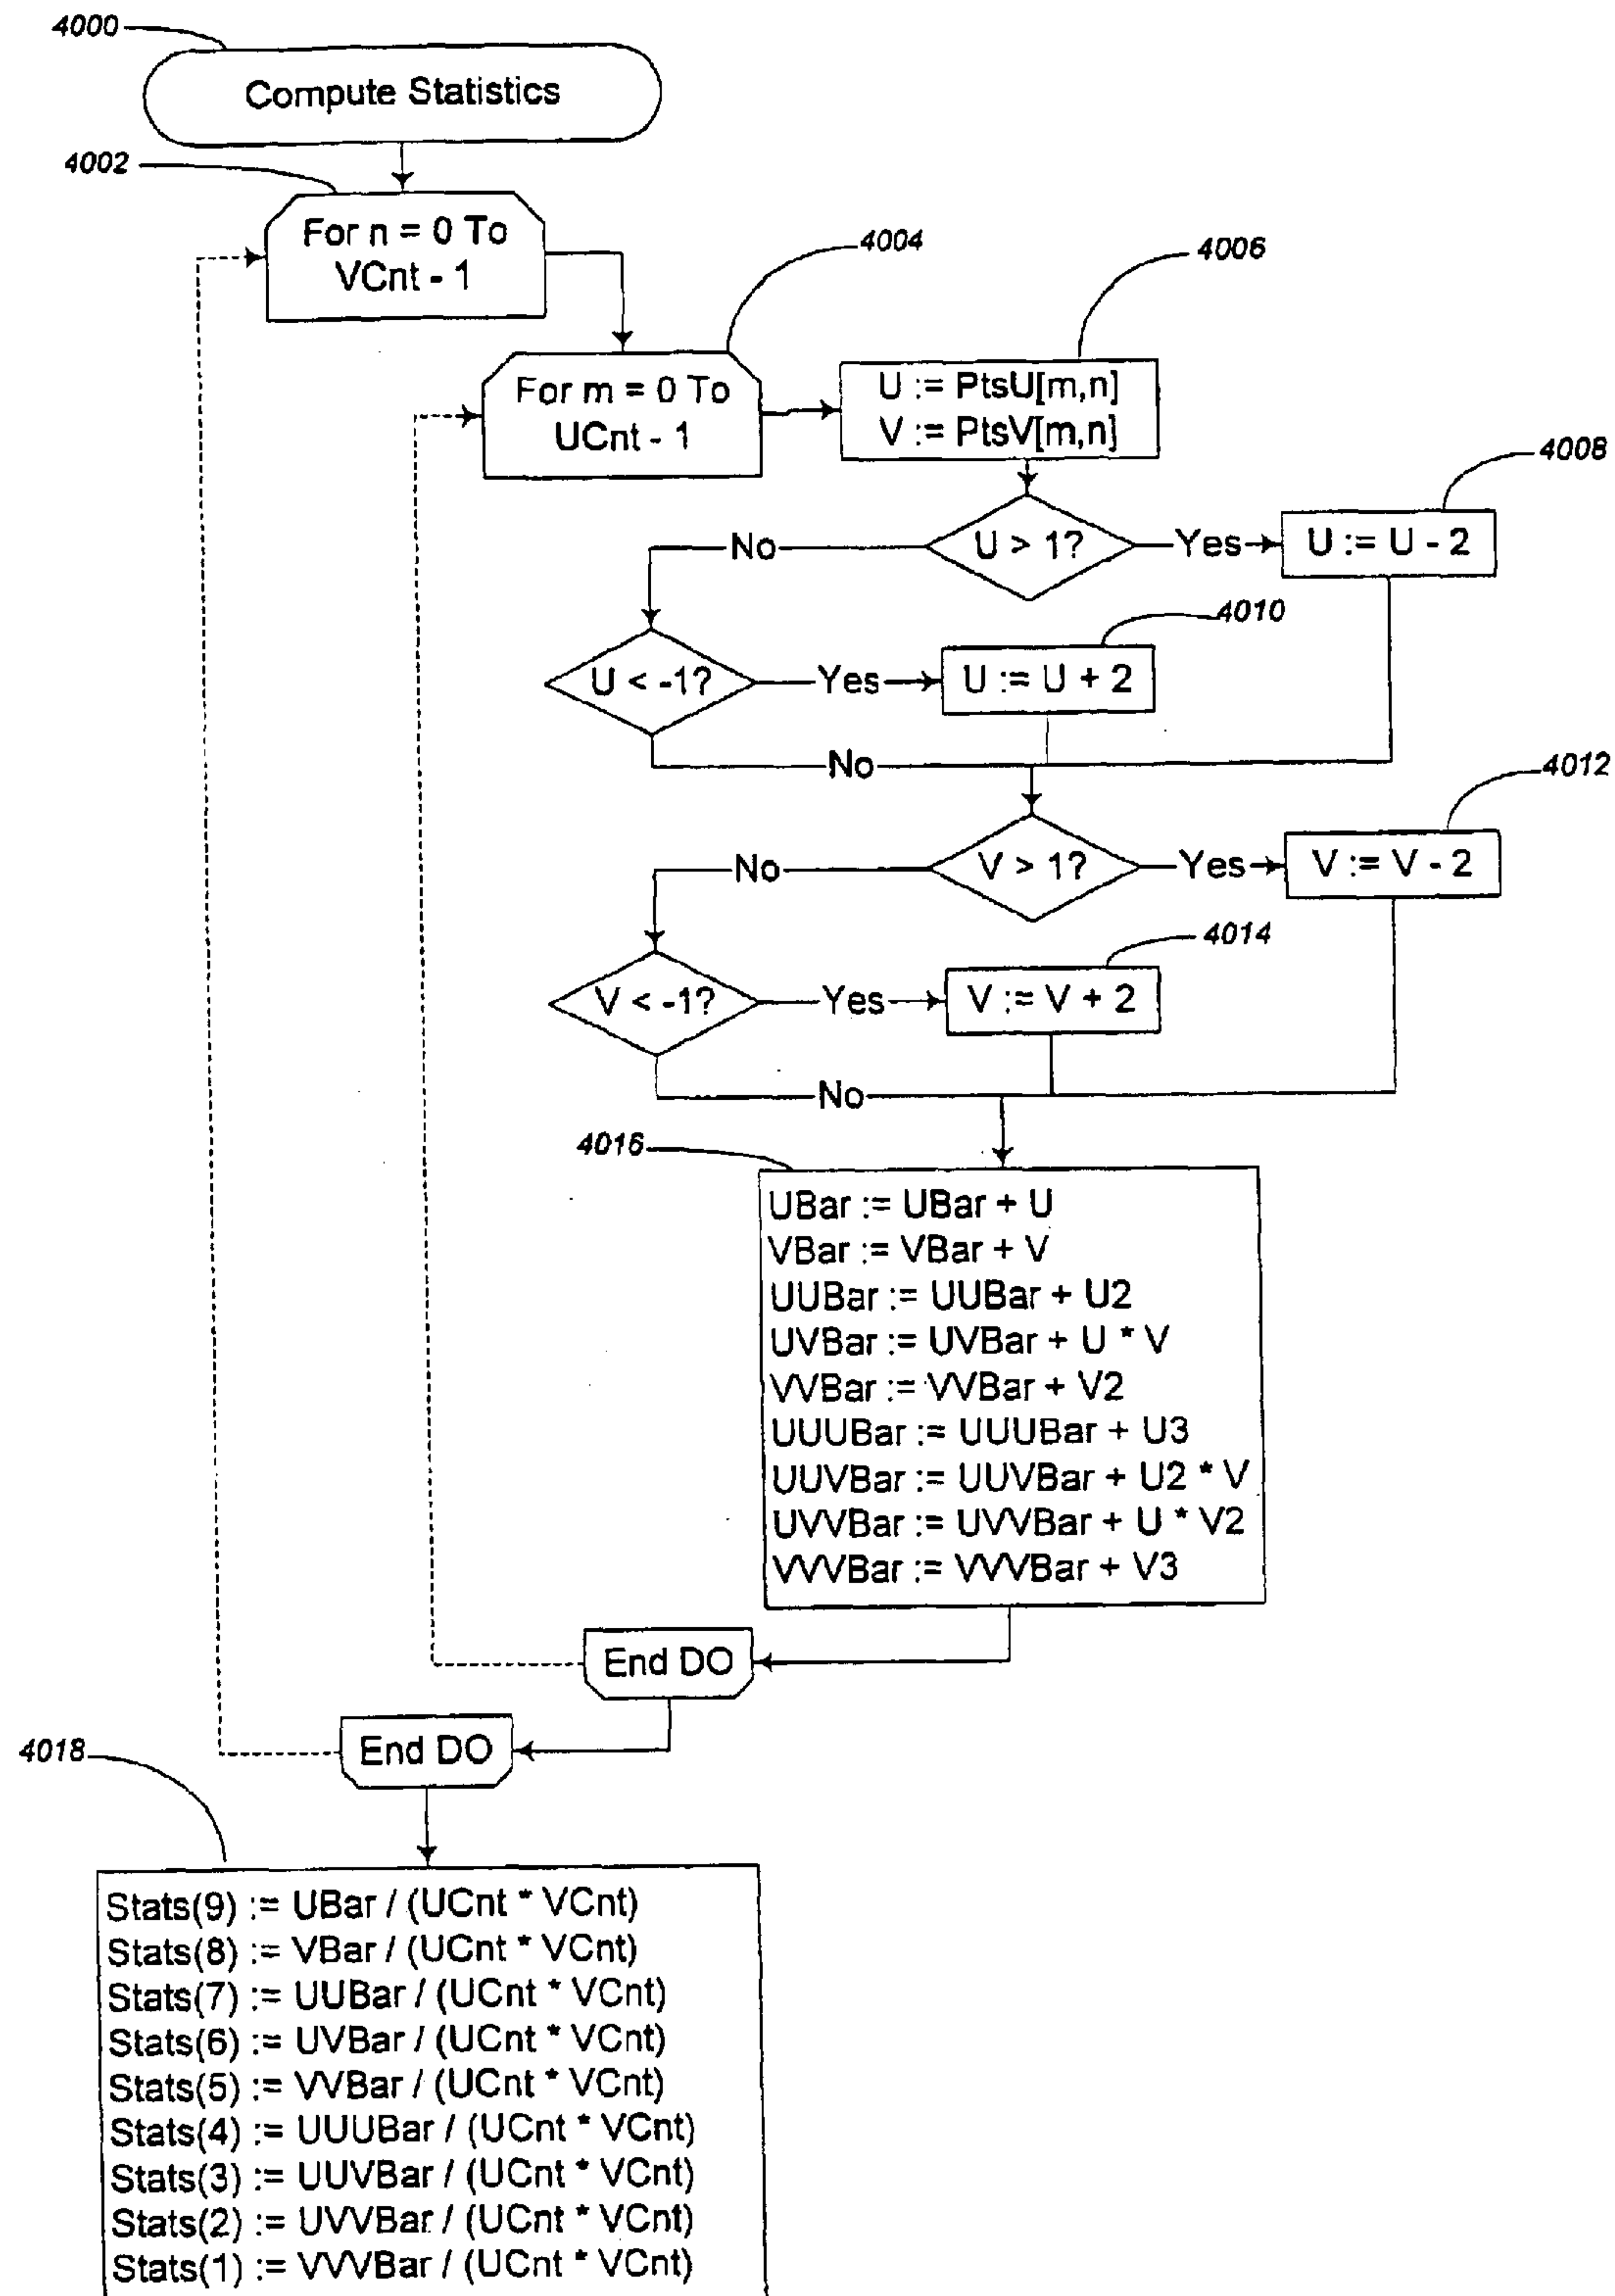 4000
Compute Statistics
4002
For n = 0 To
VCnt - 1
4004
For m = 0 To
UCnt - 1
4006
U := PtsU[m,n]
V := PtsV[m,n]
4008
U > 1?
No
Yes
U := U - 2
4010
U < -1?
Yes
U := U + 2
No
4012
V > 1?
No
Yes
V := V - 2
4014
V < -1?
Yes
V := V + 2
No
4016
UBar := UBar + U
VBar := VBar + V
UUBar := UUBar + U2
UVBar := UVBar + U * V
VVBar := VVBar + V2
UUUBar := UUUBar + U3
UUVBar := UUVBar + U2 * V
UVVBar := UVVBar + U * V2
VVVBar := VVVBar + V3
End DO
End DO
4018
Stats(9) := UBar / (UCnt * VCnt)
Stats(8) := VBar / (UCnt * VCnt)
Stats(7) := UUBar / (UCnt * VCnt)
Stats(6) := UVBar / (UCnt * VCnt)
Stats(5) := VVBar / (UCnt * VCnt)
Stats(4) := UUUBar / (UCnt * VCnt)
Stats(3) := UUVBar / (UCnt * VCnt)
Stats(2) := UVVBar / (UCnt * VCnt)
Stats(1) := VVVBar / (UCnt * VCnt)